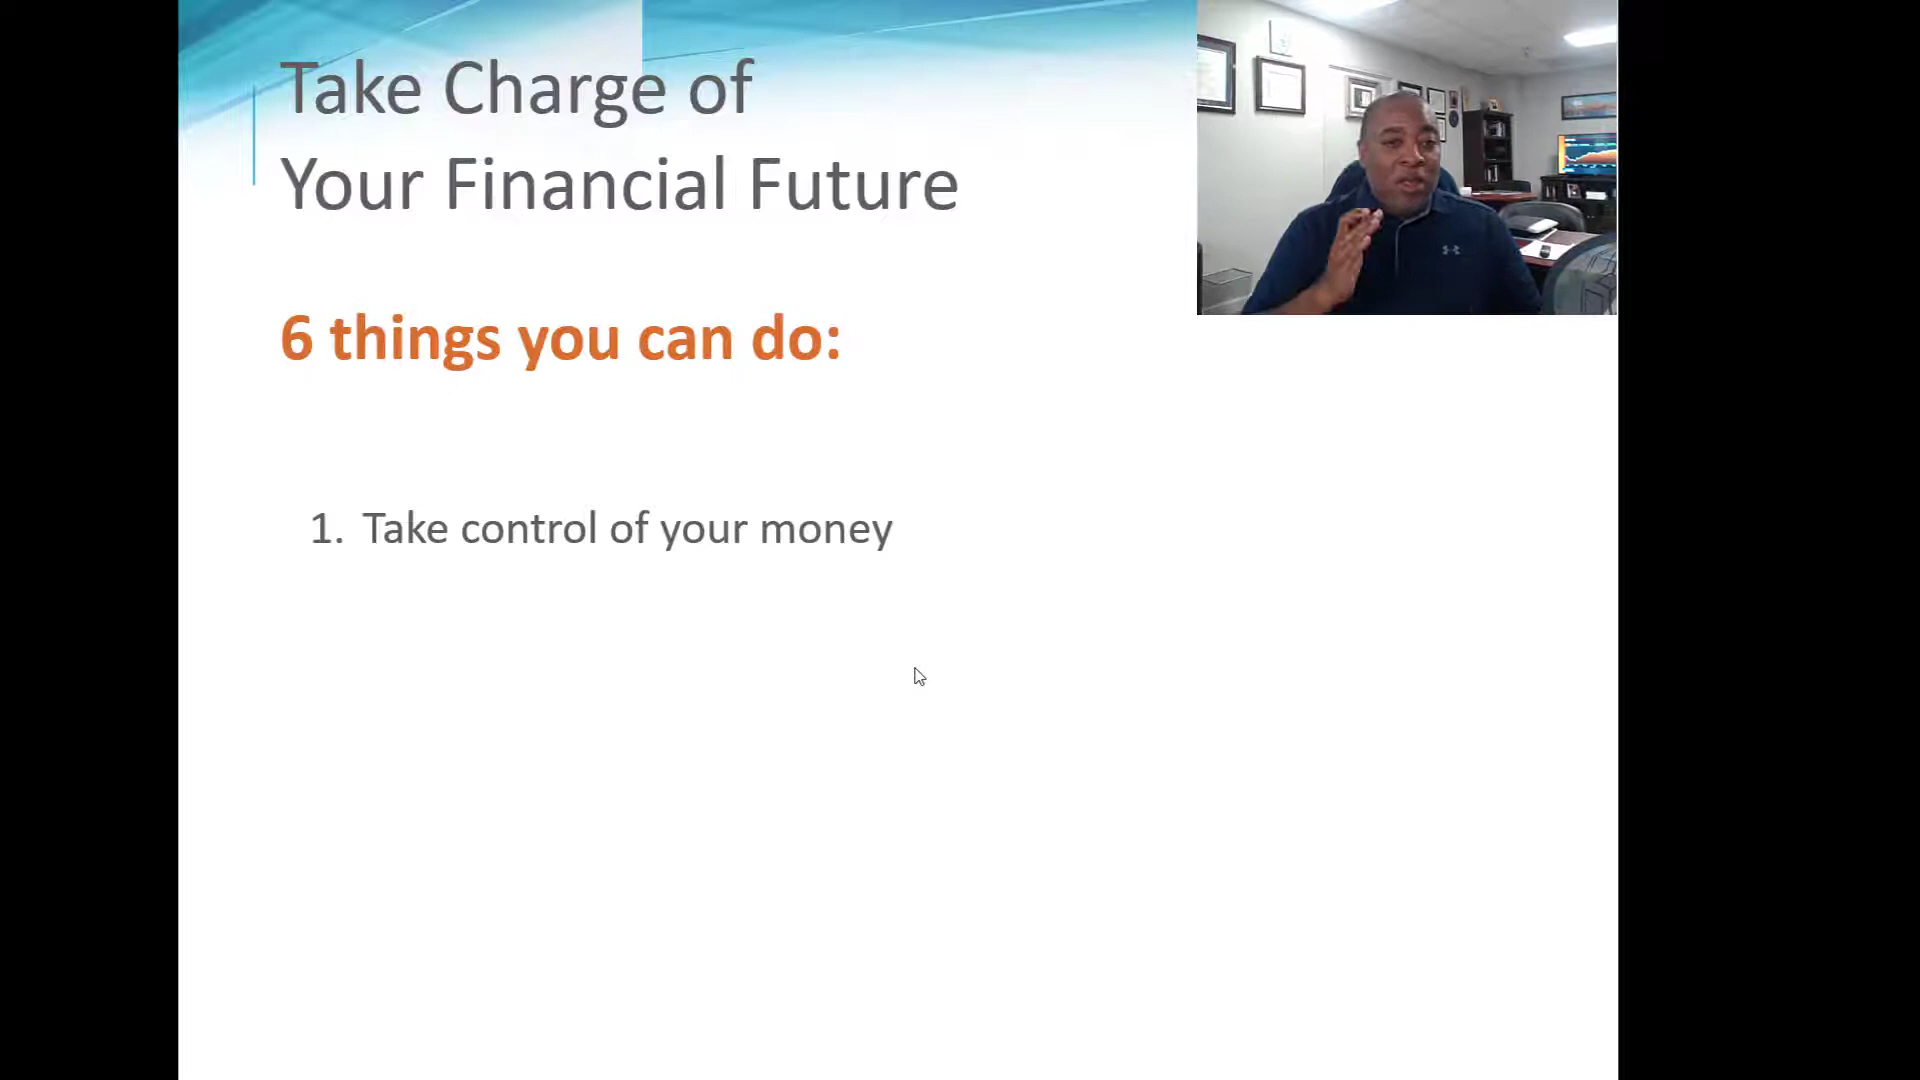 Take Charge of
Your Financial Future
6 things you can do:
1. Take control of your money